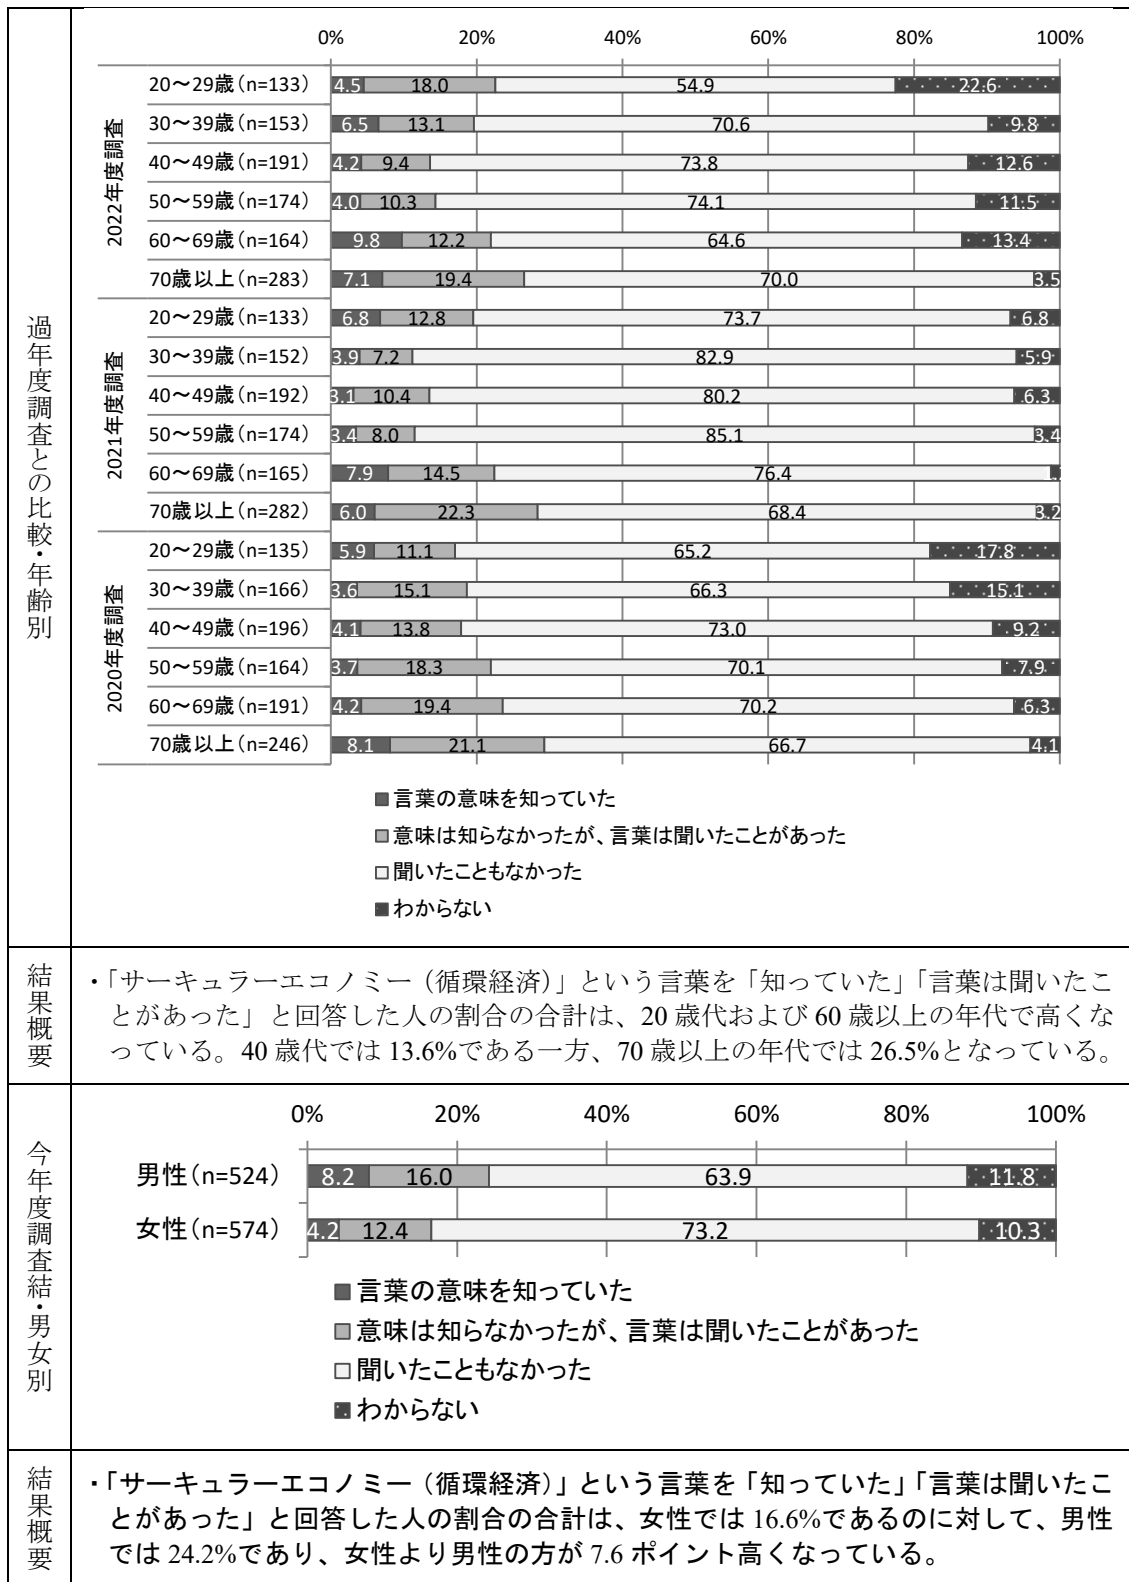 過年度調査との比較・年齢別
0% 20% 40% 60% 80% 100%
2022年度調査
20～29歳(n=133) 4.5 18.0 54.9 22.6
30～39歳(n=153) 6.5 13.1 70.6 9.8
40～49歳(n=191) 4.2 9.4 73.8 12.6
50～59歳(n=174) 4.0 10.3 74.1 11.5
60～69歳(n=164) 9.8 12.2 64.6 13.4
70歳以上(n=283) 7.1 19.4 70.0 3.5
2021年度調査
20～29歳(n=133) 6.8 12.8 73.7 6.8
30～39歳(n=152) 3.9 7.2 82.9 5.9
40～49歳(n=192) 3.1 10.4 80.2 6.3
50～59歳(n=174) 3.4 8.0 85.1 3.4
60～69歳(n=165) 7.9 14.5 76.4
70歳以上(n=282) 6.0 22.3 68.4 3.2
2020年度調査
20～29歳(n=135) 5.9 11.1 65.2 17.8
30～39歳(n=166) 3.6 15.1 66.3 15.1
40～49歳(n=196) 4.1 13.8 73.0 9.2
50～59歳(n=164) 3.7 18.3 70.1 7.9
60～69歳(n=191) 4.2 19.4 70.2 6.3
70歳以上(n=246) 8.1 21.1 66.7 4.1
言葉の意味を知っていた
意味は知らなかったが、言葉は聞いたことがあった
聞いたこともなかった
わからない
結果概要
・「サーキュラーエコノミー（循環経済）」という言葉を「知っていた」「言葉は聞いたこ
とがあった」と回答した人の割合の合計は、20 歳代および 60 歳以上の年代で高くな
っている。40 歳代では 13.6%である一方、70 歳以上の年代では 26.5%となっている。
今年度調査結・男女別
0% 20% 40% 60% 80% 100%
男性(n=524) 8.2 16.0 63.9 11.8
女性(n=574) 4.2 12.4 73.2 10.3
言葉の意味を知っていた
意味は知らなかったが、言葉は聞いたことがあった
聞いたこともなかった
わからない
結果概要
・「サーキュラーエコノミー（循環経済）」という言葉を「知っていた」「言葉は聞いたこ
とがあった」と回答した人の割合の合計は、女性では 16.6%であるのに対して、男性
では 24.2%であり、女性より男性の方が 7.6 ポイント高くなっている。